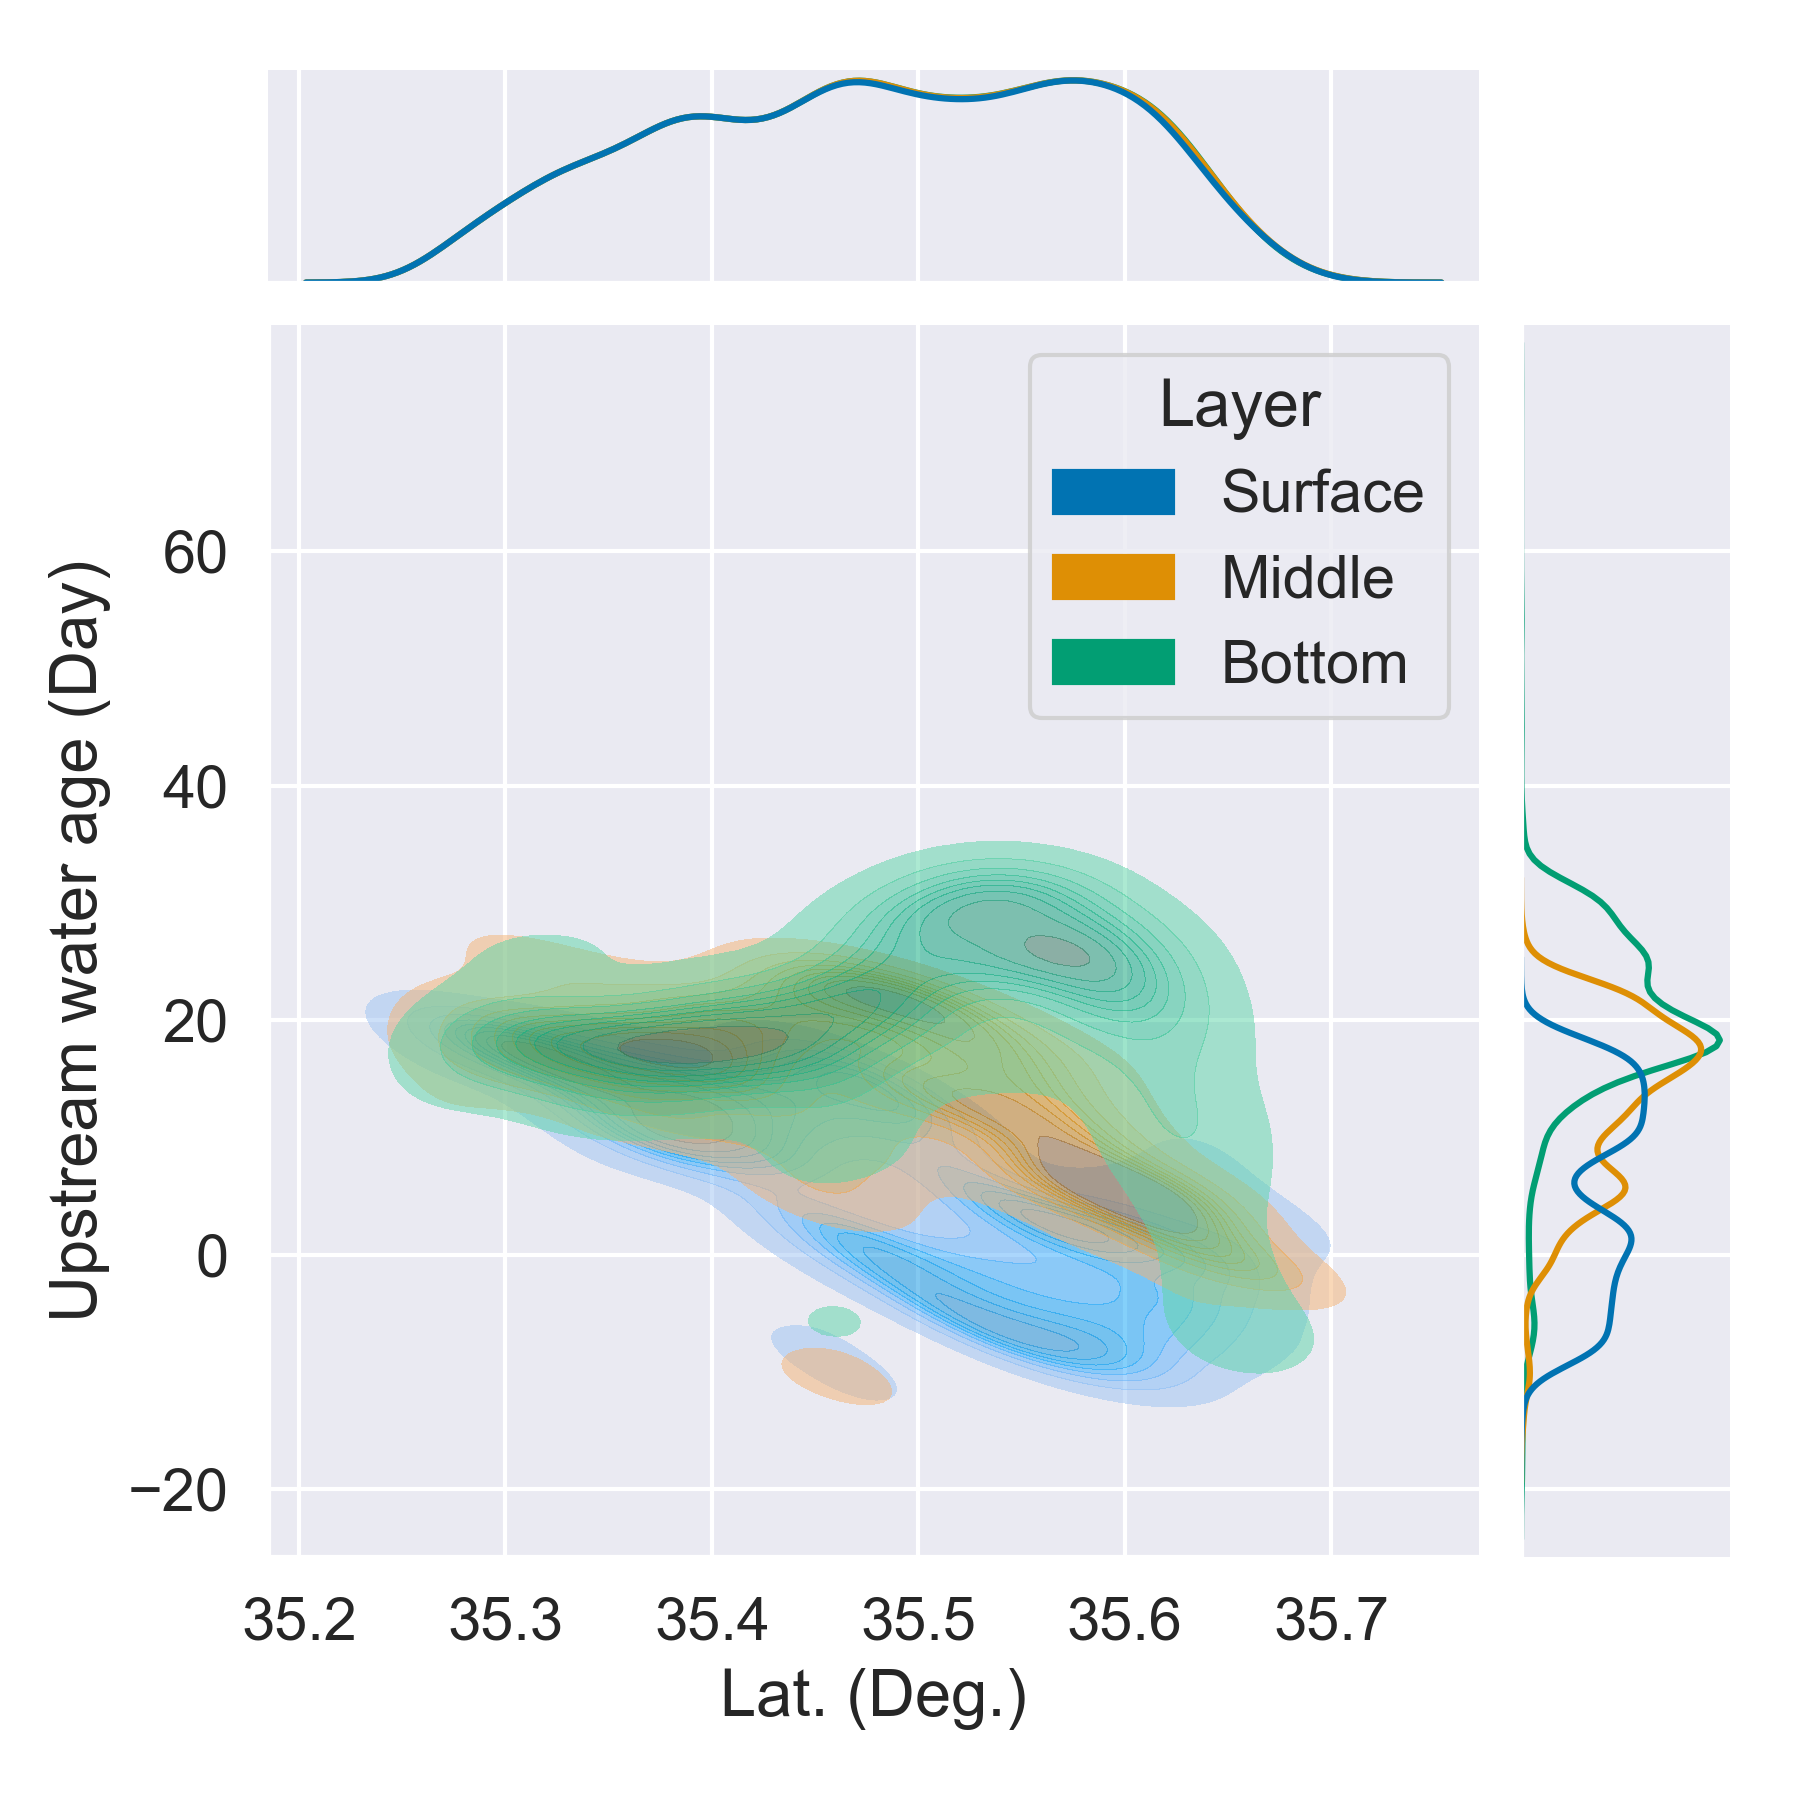 Layer
Surface
Middle
Bottom
Upstream water age (Day)
60
40
20
0
−20
35.2 35.3 35.4 35.5 35.6 35.7
Lat. (Deg.)